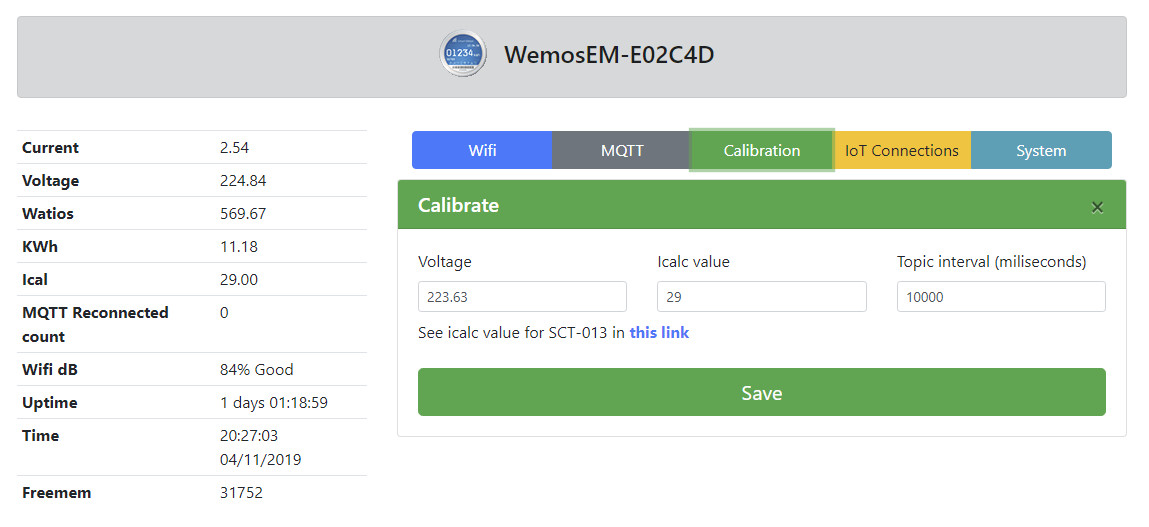 01234
WemosEM-E02C4D
Current 2.54
Voltage 224.84
Watios 569.67
KWh 11.18
Ical 29.00
MQTT Reconnected 0
count
Wifi dB 84% Good
Uptime 1 days 01:18:59
Time 20:27:03
04/11/2019
Freemem 31752
Wifi MQTT Calibration IoT Connections System
Calibrate ×
Voltage Icalc value Topic interval (miliseconds)
223.63 29 10000
See icalc value for SCT-013 in this link
Save